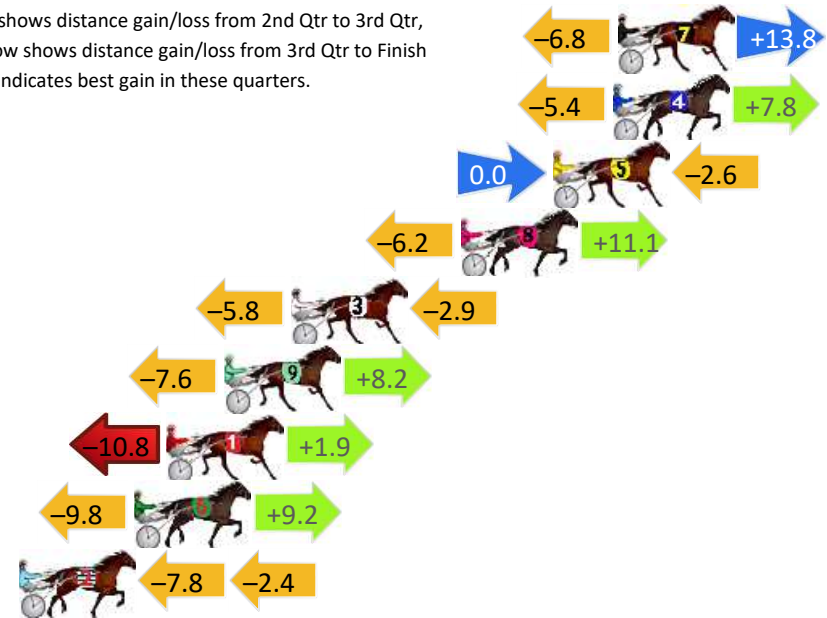 shows distance gain/loss from 2nd Qtr to 3rd Qtr,
ow shows distance gain/loss from 3rd Qtr to Finish
ndicates best gain in these quarters.
–6.8 7 +13.8
–5.4 4 +7.8
0.0 5 –2.6
–6.2 8 +11.1
–5.8 3 –2.9
–7.6 9 +8.2
–10.8 1 +1.9
–9.8 6 +9.2
2 –7.8 –2.4